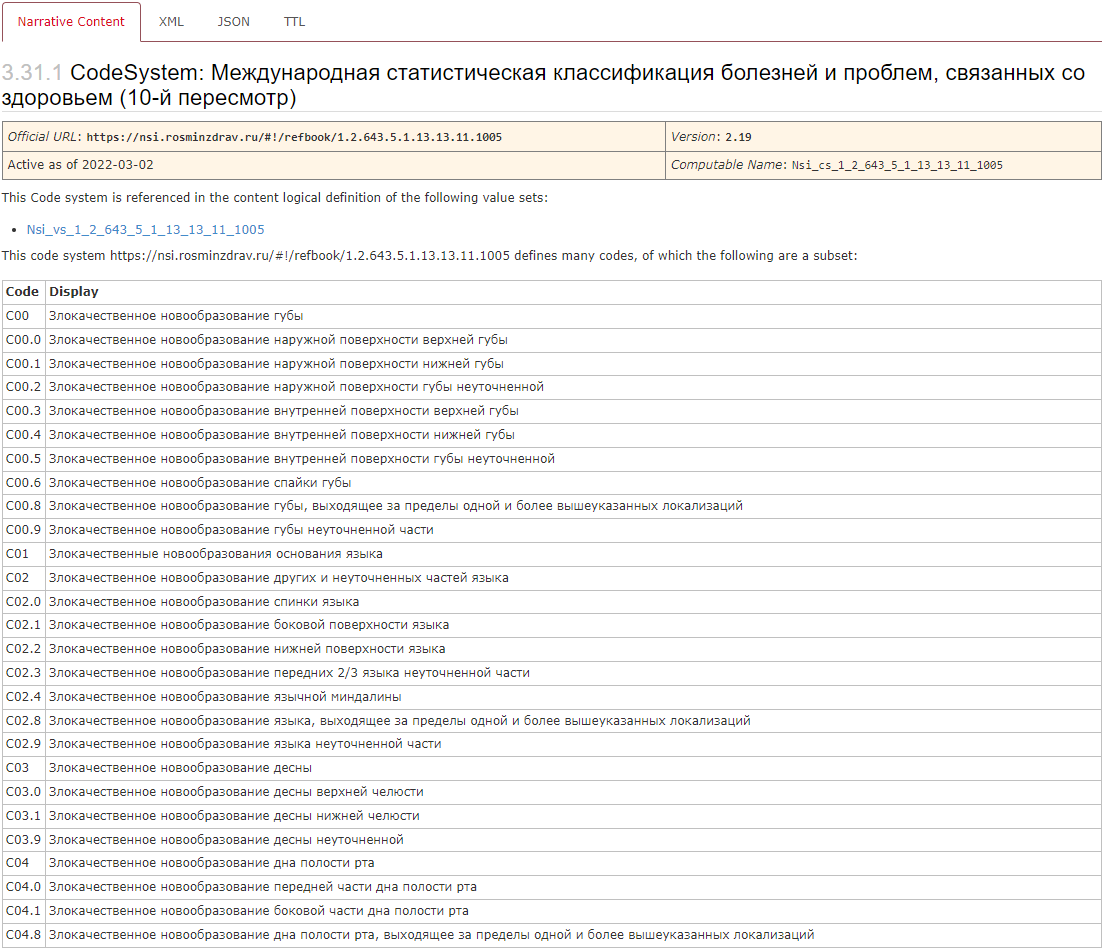 Narrative Content XML JSON TTL
3.31.1 CodeSystem: Международная статистическая классификация болезней и проблем, связанных со
здоровьем (10-й пересмотр)
Official URL: https://nsi.rosminzdrav.ru/#!/refbook/1.2.643.5.1.13.13.11.1005 Version: 2.19
Active as of 2022-03-02 Computable Name: Nsi_cs_1_2_643_5_1_13_13_11_1005
This Code system is referenced in the content logical definition of the following value sets:
• Nsi_vs_1_2_643_5_1_13_13_11_1005
This code system https://nsi.rosminzdrav.ru/#!/refbook/1.2.643.5.1.13.13.11.1005 defines many codes, of which the following are a subset:
Code Display
C00 Злокачественное новообразование губы
C00.0 Злокачественное новообразование наружной поверхности верхней губы
C00.1 Злокачественное новообразование наружной поверхности нижней губы
C00.2 Злокачественное новообразование наружной поверхности губы неуточненной
C00.3 Злокачественное новообразование внутренней поверхности верхней губы
C00.4 Злокачественное новообразование внутренней поверхности нижней губы
C00.5 Злокачественное новообразование внутренней поверхности губы неуточненной
C00.6 Злокачественное новообразование спайки губы
C00.8 Злокачественное новообразование губы, выходящее за пределы одной и более вышеуказанных локализаций
C00.9 Злокачественное новообразование губы неуточненной части
C01 Злокачественные новообразования основания языка
C02 Злокачественное новообразование других и неуточненных частей языка
C02.0 Злокачественное новообразование спинки языка
C02.1 Злокачественное новообразование боковой поверхности языка
C02.2 Злокачественное новообразование нижней поверхности языка
C02.3 Злокачественное новообразование передних 2/3 языка неуточненной части
C02.4 Злокачественное новообразование язычной миндалины
C02.8 Злокачественное новообразование языка, выходящее за пределы одной и более вышеуказанных локализаций
C02.9 Злокачественное новообразование языка неуточненной части
C03 Злокачественное новообразование десны
C03.0 Злокачественное новообразование десны верхней челюсти
C03.1 Злокачественное новообразование десны нижней челюсти
C03.9 Злокачественное новообразование десны неуточненной
C04 Злокачественное новообразование дна полости рта
C04.0 Злокачественное новообразование передней части дна полости рта
C04.1 Злокачественное новообразование боковой части дна полости рта
C04.8 Злокачественное новообразование дна полости рта, выходящее за пределы одной и более вышеуказанных локализаций